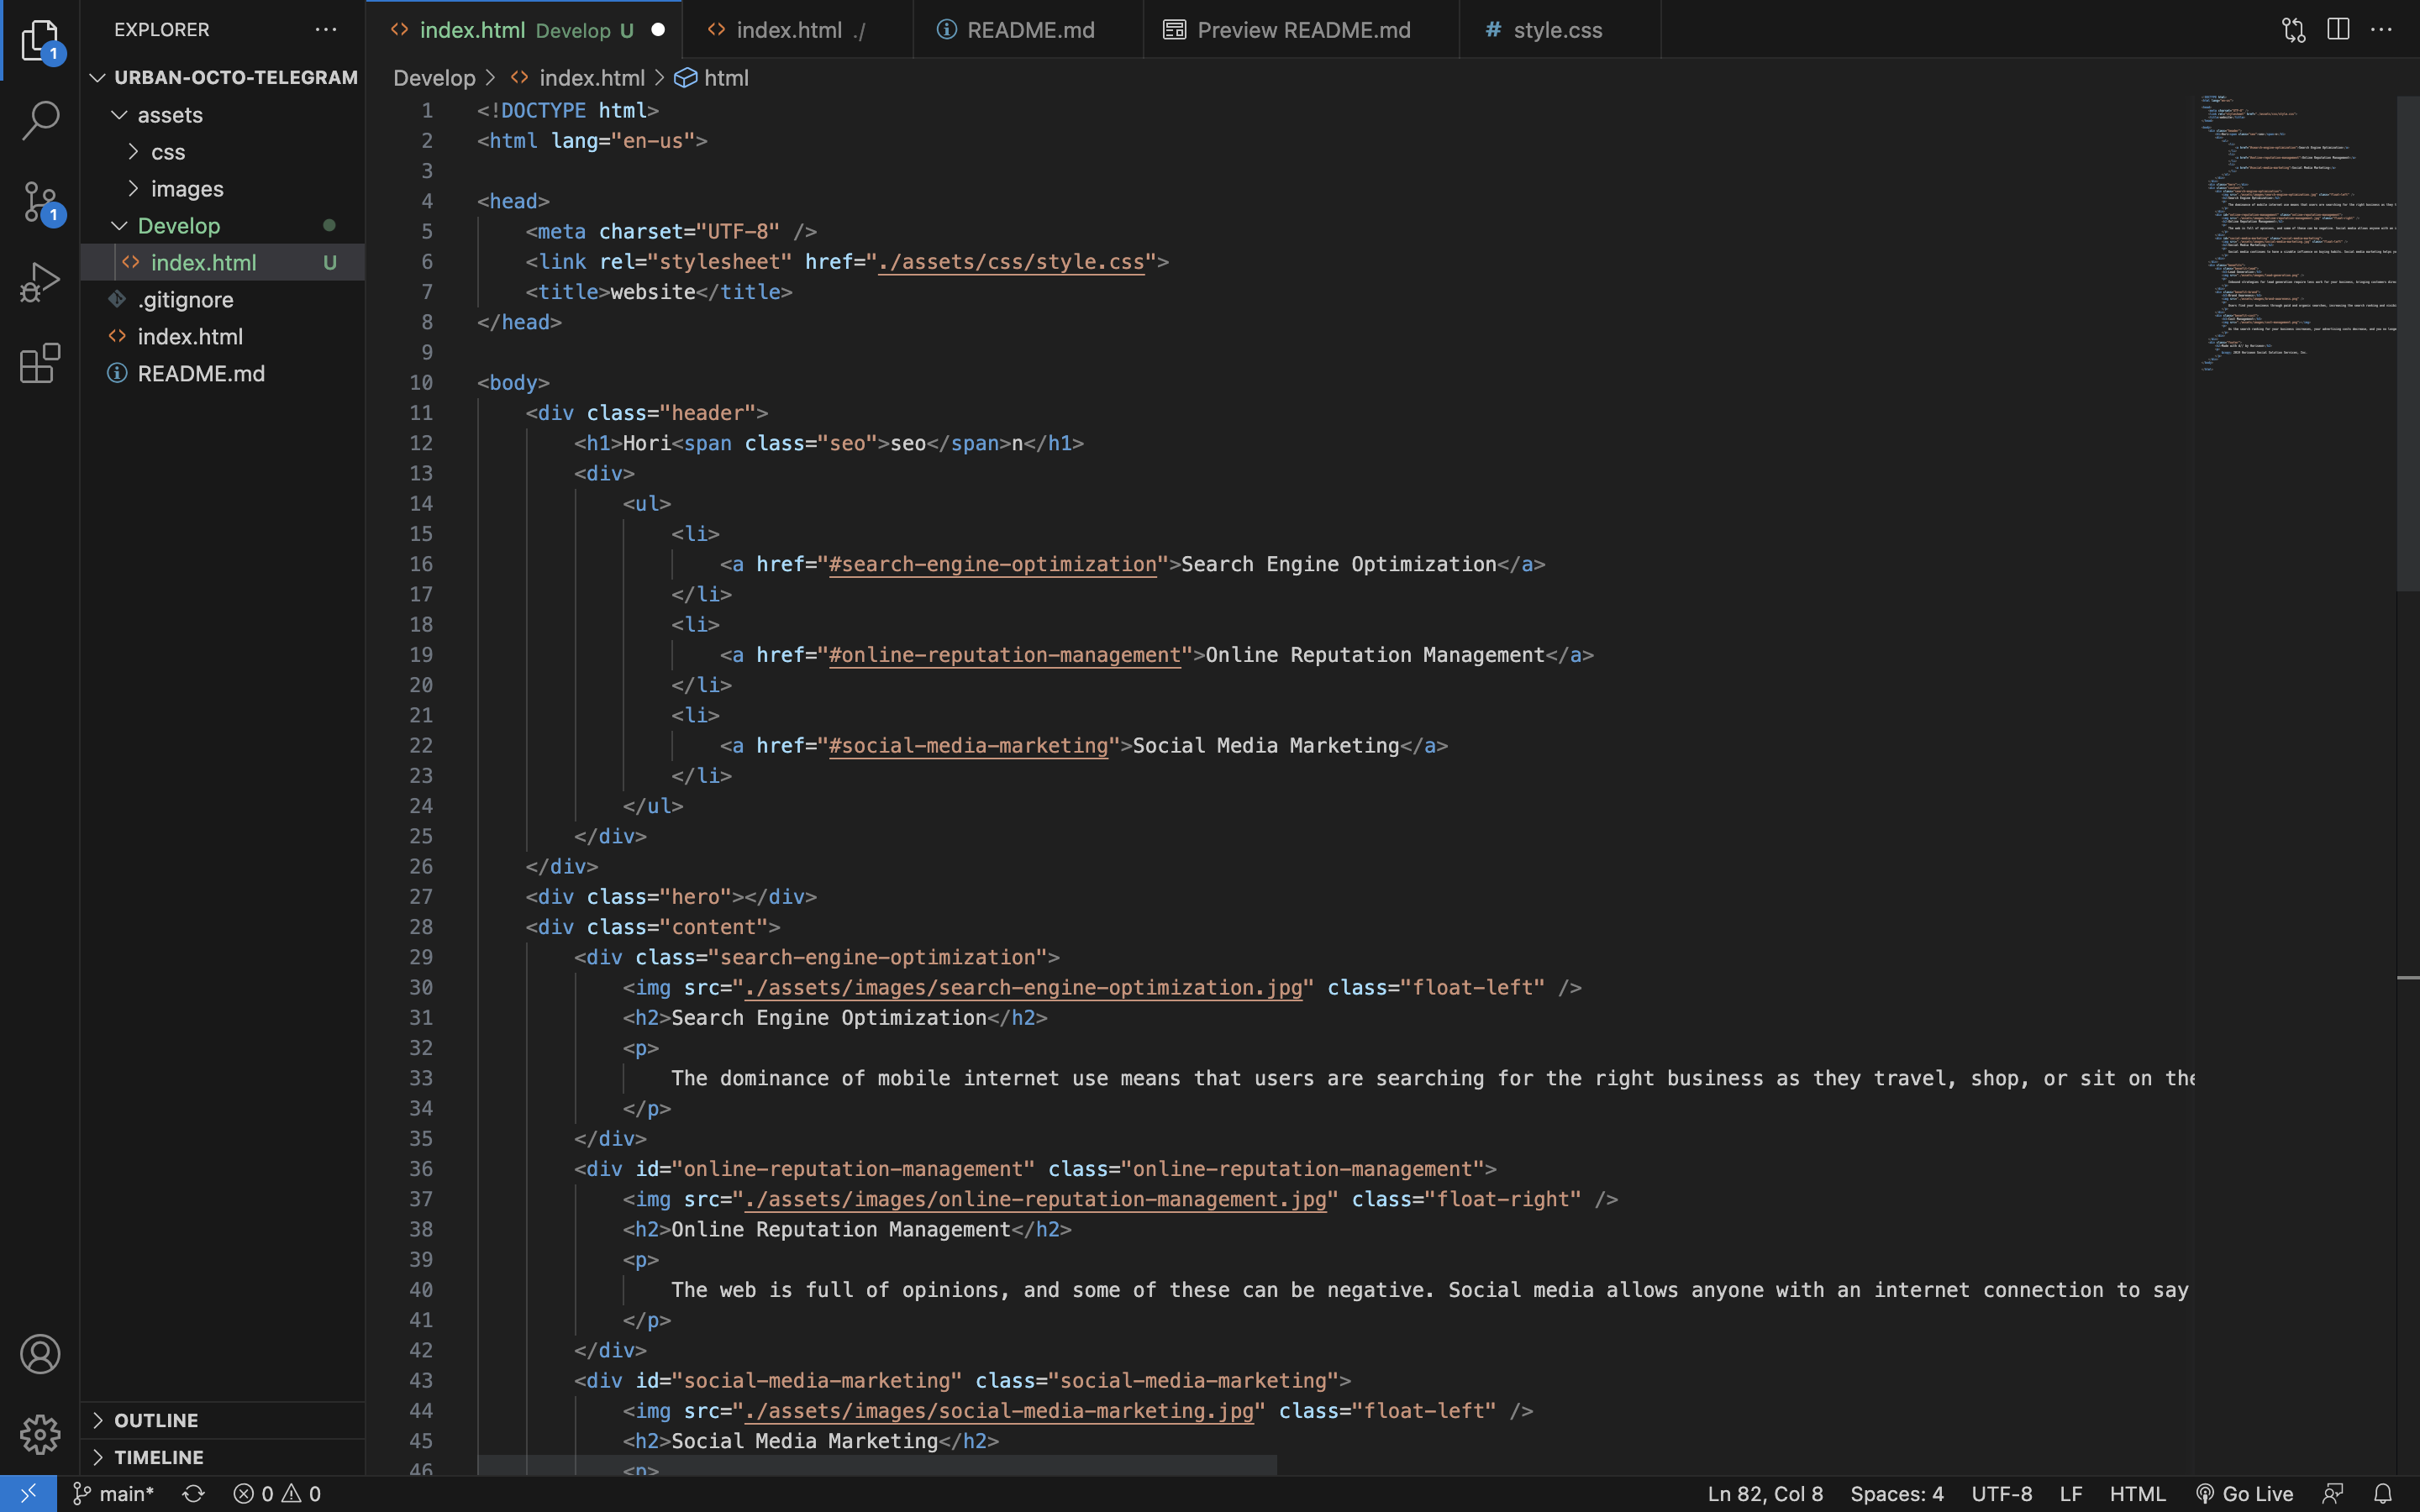 EXPLORER
URBAN-OCTO-TELEGRAM
assets
css
images
Develop
index.html U
.gitignore
index.html
README.md
OUTLINE
TIMELINE
1
1
index.html Develop U
index.html ./
README.md
Preview README.md
# style.css
Develop > index.html > html
1 <!DOCTYPE html>
2 <html lang="en-us">
3
4 <head>
5 <meta charset="UTF-8" />
6 <link rel="stylesheet" href="./assets/css/style.css">
7 <title>website</title>
8 </head>
9
10 <body>
11 <div class="header">
12 <h1>Hori<span class="seo">seo</span>n</h1>
13 <div>
14 <ul>
15 <li>
16 <a href="#search-engine-optimization">Search Engine Optimization</a>
17 </li>
18 <li>
19 <a href="#online-reputation-management">Online Reputation Management</a>
20 </li>
21 <li>
22 <a href="#social-media-marketing">Social Media Marketing</a>
23 </li>
24 </ul>
25 </div>
26 </div>
27 <div class="hero"></div>
28 <div class="content">
29 <div class="search-engine-optimization">
30 <img src="./assets/images/search-engine-optimization.jpg" class="float-left" />
31 <h2>Search Engine Optimization</h2>
32 <p>
33 The dominance of mobile internet use means that users are searching for the right business as they travel, shop, or sit on the
34 </p>
35 </div>
36 <div id="online-reputation-management" class="online-reputation-management">
37 <img src="./assets/images/online-reputation-management.jpg" class="float-right" />
38 <h2>Online Reputation Management</h2>
39 <p>
40 The web is full of opinions, and some of these can be negative. Social media allows anyone with an internet connection to say
41 </p>
42 </div>
43 <div id="social-media-marketing" class="social-media-marketing">
44 <img src="./assets/images/social-media-marketing.jpg" class="float-left" />
45 <h2>Social Media Marketing</h2>
46 <p>
main* 0 0
Ln 82, Col 8 Spaces: 4 UTF-8 LF HTML Go Live